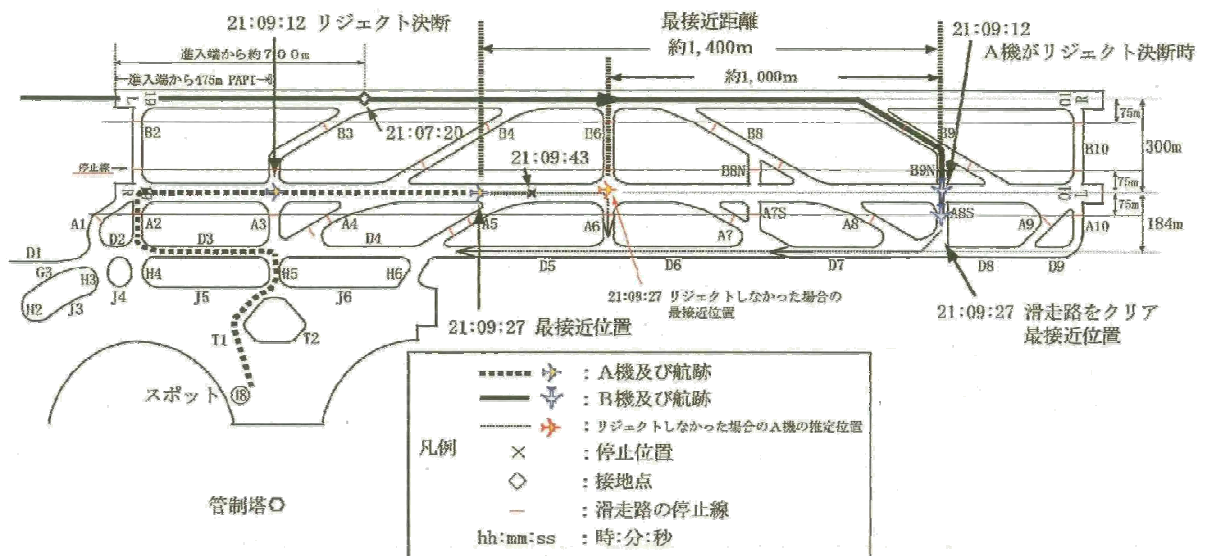 21:09:12 リジェクト決断
最接近距離
約1,400m
21:09:12
A機がリジェクト決断時
進入端から約700m
進入端から475m PAPI
約1,000m
19
L
01
R
75m
B2
B3
21:07:20
B4
B6
B8
B9
B10
300m
停止線
21:09:43
B8N
B9N
75m
R
19
01
L
75m
A1
A2
A3
A4
A5
A6
A7
A7S
A8
A8S
A9
A10
184m
D1
D2
D3
D4
D5
D6
D7
D8
D9
G3
H3
H2
J3
J4
H4
J5
H5
J6
H6
21:09:27 リジェクトしなかった場合の
最接近位置
21:09:27 最接近位置
21:09:27 滑走路をクリア
最接近位置
T1
T2
スポット⑱
凡例
:A機及び航跡
:B機及び航跡
:リジェクトしなかった場合のA機の推定位置
× :停止位置
◇ :接地点
:滑走路の停止線
hh:mm:ss :時:分:秒
管制塔